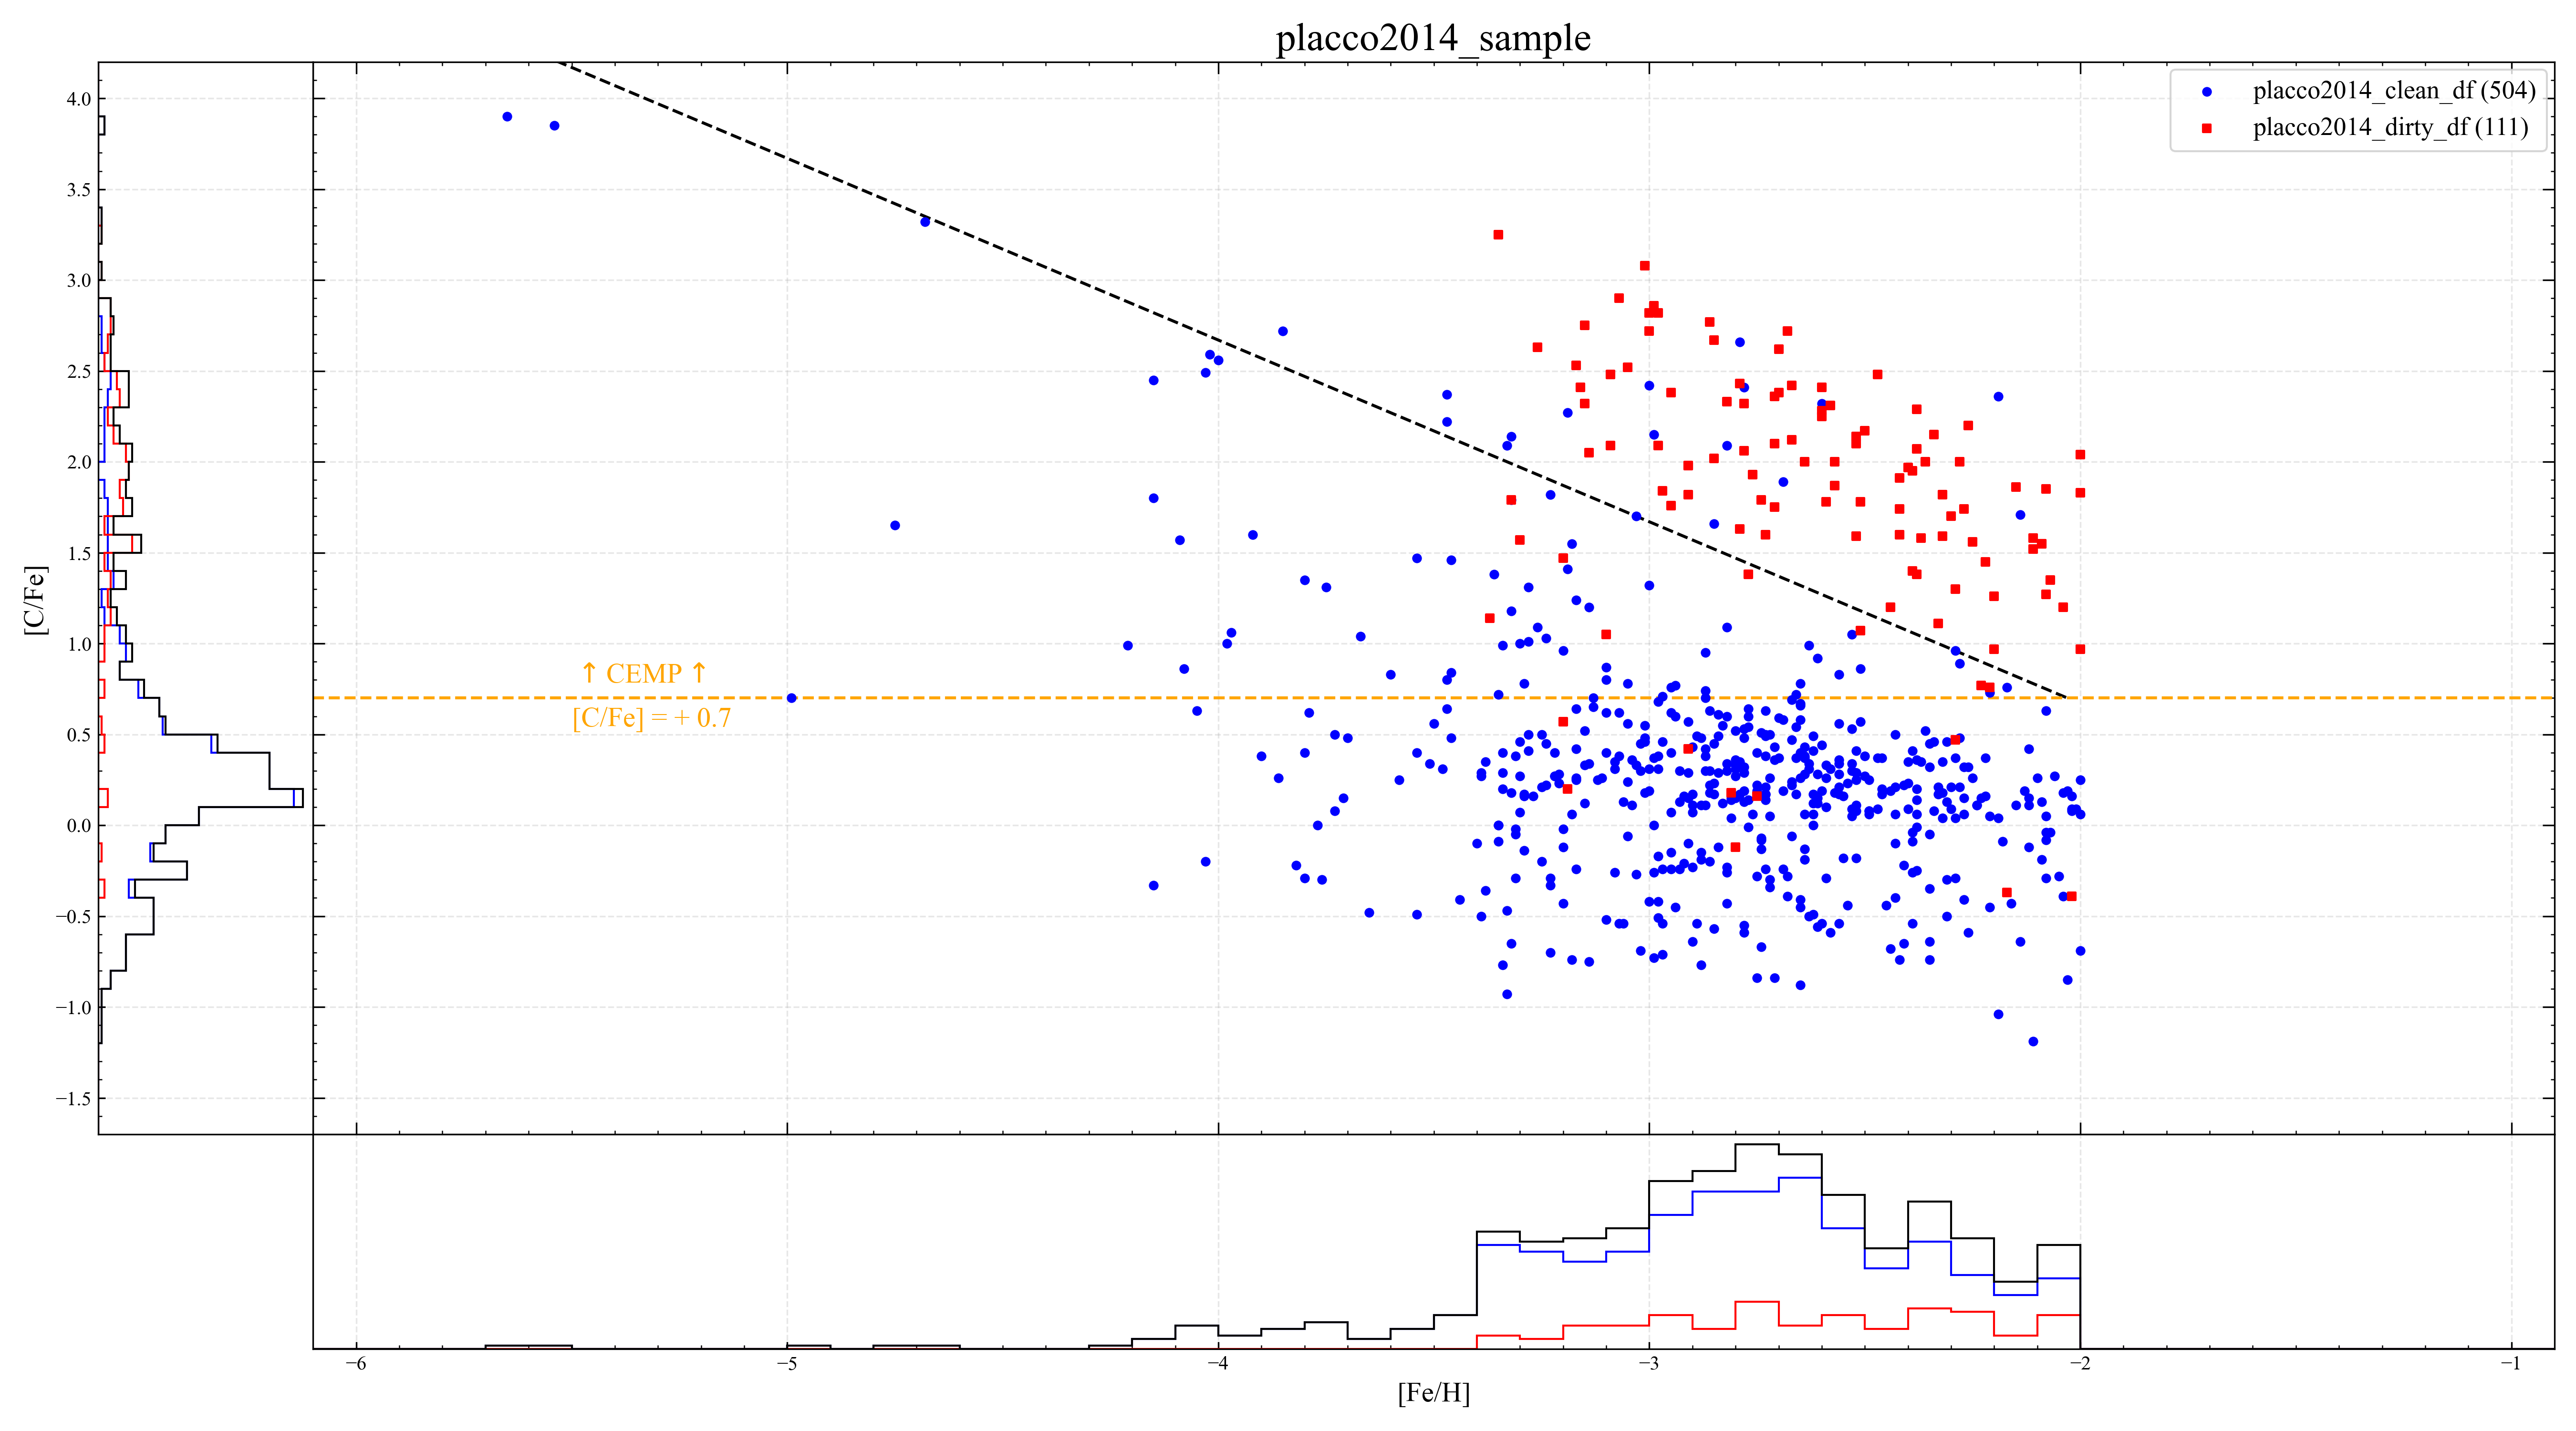 placco2014_sample
placco2014_clean_df (504)
placco2014_dirty_df (111)
[C/Fe]
4.0
3.5
3.0
2.5
2.0
1.5
1.0
0.5
0.0
−0.5
−1.0
−1.5
↑ CEMP ↑
[C/Fe] = + 0.7
−6
−5
−4
−3
−2
−1
[Fe/H]